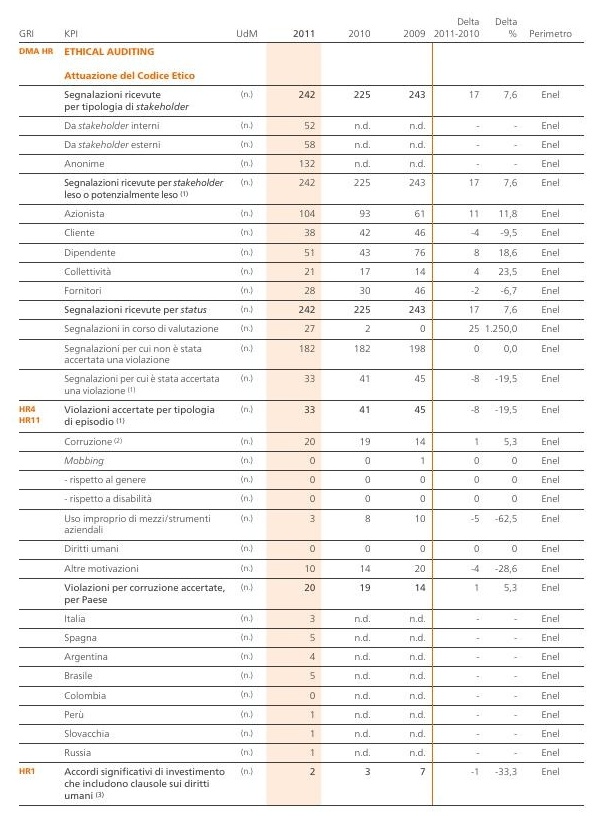 GRI KPI UdM 2011 2010 2009 Delta 2011-2010 Delta % Perimetro
DMA HR ETHICAL AUDITING
Attuazione del Codice Etico
Segnalazioni ricevute
per tipologia di stakeholder (n.) 242 225 243 17 7,6 Enel
Da stakeholder interni (n.) 52 n.d. n.d. - - Enel
Da stakeholder esterni (n.) 58 n.d. n.d. - - Enel
Anonime (n.) 132 n.d. n.d. - - Enel
Segnalazioni ricevute per stakeholder
leso o potenzialmente leso (1) (n.) 242 225 243 17 7,6 Enel
Azionista (n.) 104 93 61 11 11,8 Enel
Cliente (n.) 38 42 46 -4 -9,5 Enel
Dipendente (n.) 51 43 76 8 18,6 Enel
Collettività (n.) 21 17 14 4 23,5 Enel
Fornitori (n.) 28 30 46 -2 -6,7 Enel
Segnalazioni ricevute per status (n.) 242 225 243 17 7,6 Enel
Segnalazioni in corso di valutazione (n.) 27 2 0 25 1.250,0 Enel
Segnalazioni per cui non è stata
accertata una violazione (n.) 182 182 198 0 0,0 Enel
Segnalazioni per cui è stata accertata
una violazione (1) (n.) 33 41 45 -8 -19,5 Enel
HR4
HR11 Violazioni accertate per tipologia
di episodio (1) (n.) 33 41 45 -8 -19,5 Enel
Corruzione (2) (n.) 20 19 14 1 5,3 Enel
Mobbing (n.) 0 0 1 0 0 Enel
- rispetto al genere (n.) 0 0 0 0 0 Enel
- rispetto a disabilità (n.) 0 0 0 0 0 Enel
Uso improprio di mezzi/strumenti
aziendali (n.) 3 8 10 -5 -62,5 Enel
Diritti umani (n.) 0 0 0 0 0 Enel
Altre motivazioni (n.) 10 14 20 -4 -28,6 Enel
Violazioni per corruzione accertate,
per Paese (n.) 20 19 14 1 5,3 Enel
Italia (n.) 3 n.d. n.d. - - Enel
Spagna (n.) 5 n.d. n.d. - - Enel
Argentina (n.) 4 n.d. n.d. - - Enel
Brasile (n.) 5 n.d. n.d. - - Enel
Colombia (n.) 0 n.d. n.d. - - Enel
Perù (n.) 1 n.d. n.d. - - Enel
Slovacchia (n.) 1 n.d. n.d. - - Enel
Russia (n.) 1 n.d. n.d. - - Enel
HR1 Accordi significativi di investimento
che includono clausole sui diritti
umani (3) (n.) 2 3 7 -1 -33,3 Enel